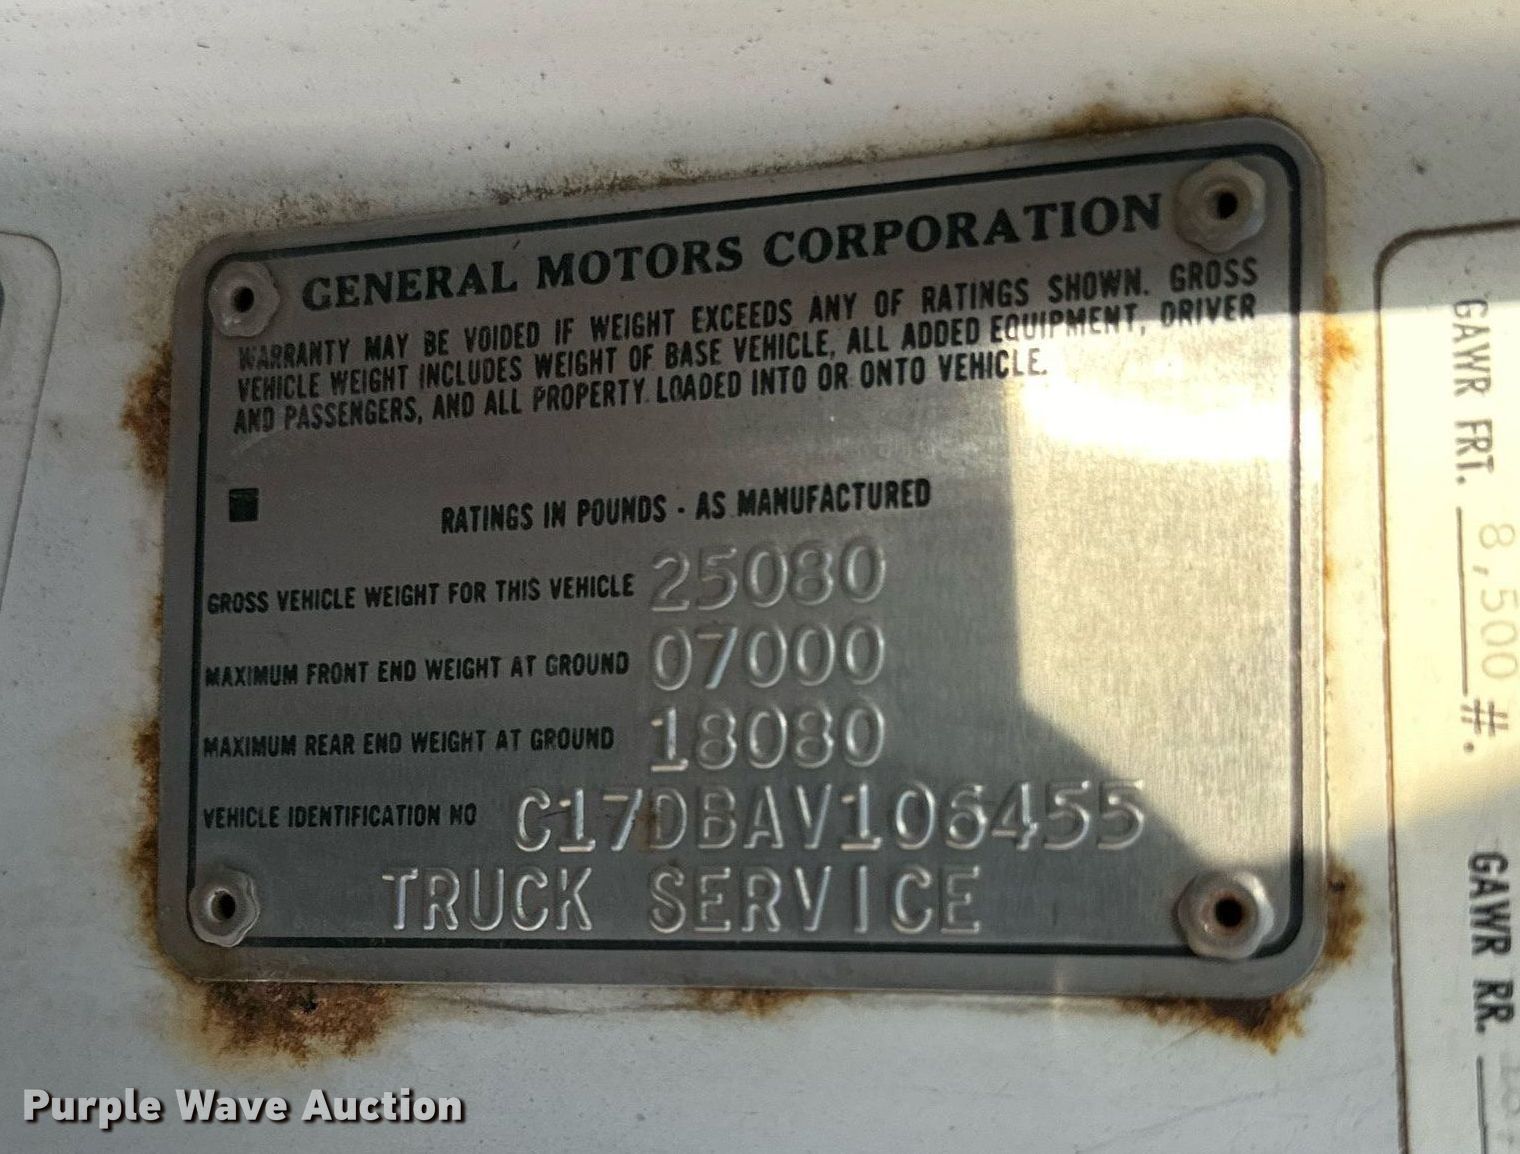 GENERAL MOTORS CORPORATION
WARRANTY MAY BE VOIDED IF WEIGHT EXCEEDS ANY OF RATINGS SHOWN. GROSS
VEHICLE WEIGHT INCLUDES WEIGHT OF BASE VEHICLE, ALL ADDED EQUIPMENT, DRIVER
AND PASSENGERS, AND ALL PROPERTY LOADED INTO OR ONTO VEHICLE.
RATINGS IN POUNDS - AS MANUFACTURED
GROSS VEHICLE WEIGHT FOR THIS VEHICLE 25080
MAXIMUM FRONT END WEIGHT AT GROUND 07000
MAXIMUM REAR END WEIGHT AT GROUND 18080
VEHICLE IDENTIFICATION NO C17DBAV106455
TRUCK SERVICE
GAWR FRT. 8,500 #.
GAWR RR.
Purple Wave Auction